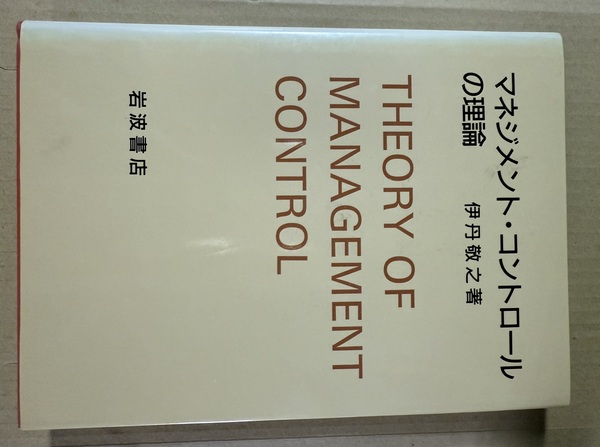 マネジメント・コントロール
の理論
伊丹敬之著
THEORY OF
MANAGEMENT
CONTROL
岩波書店